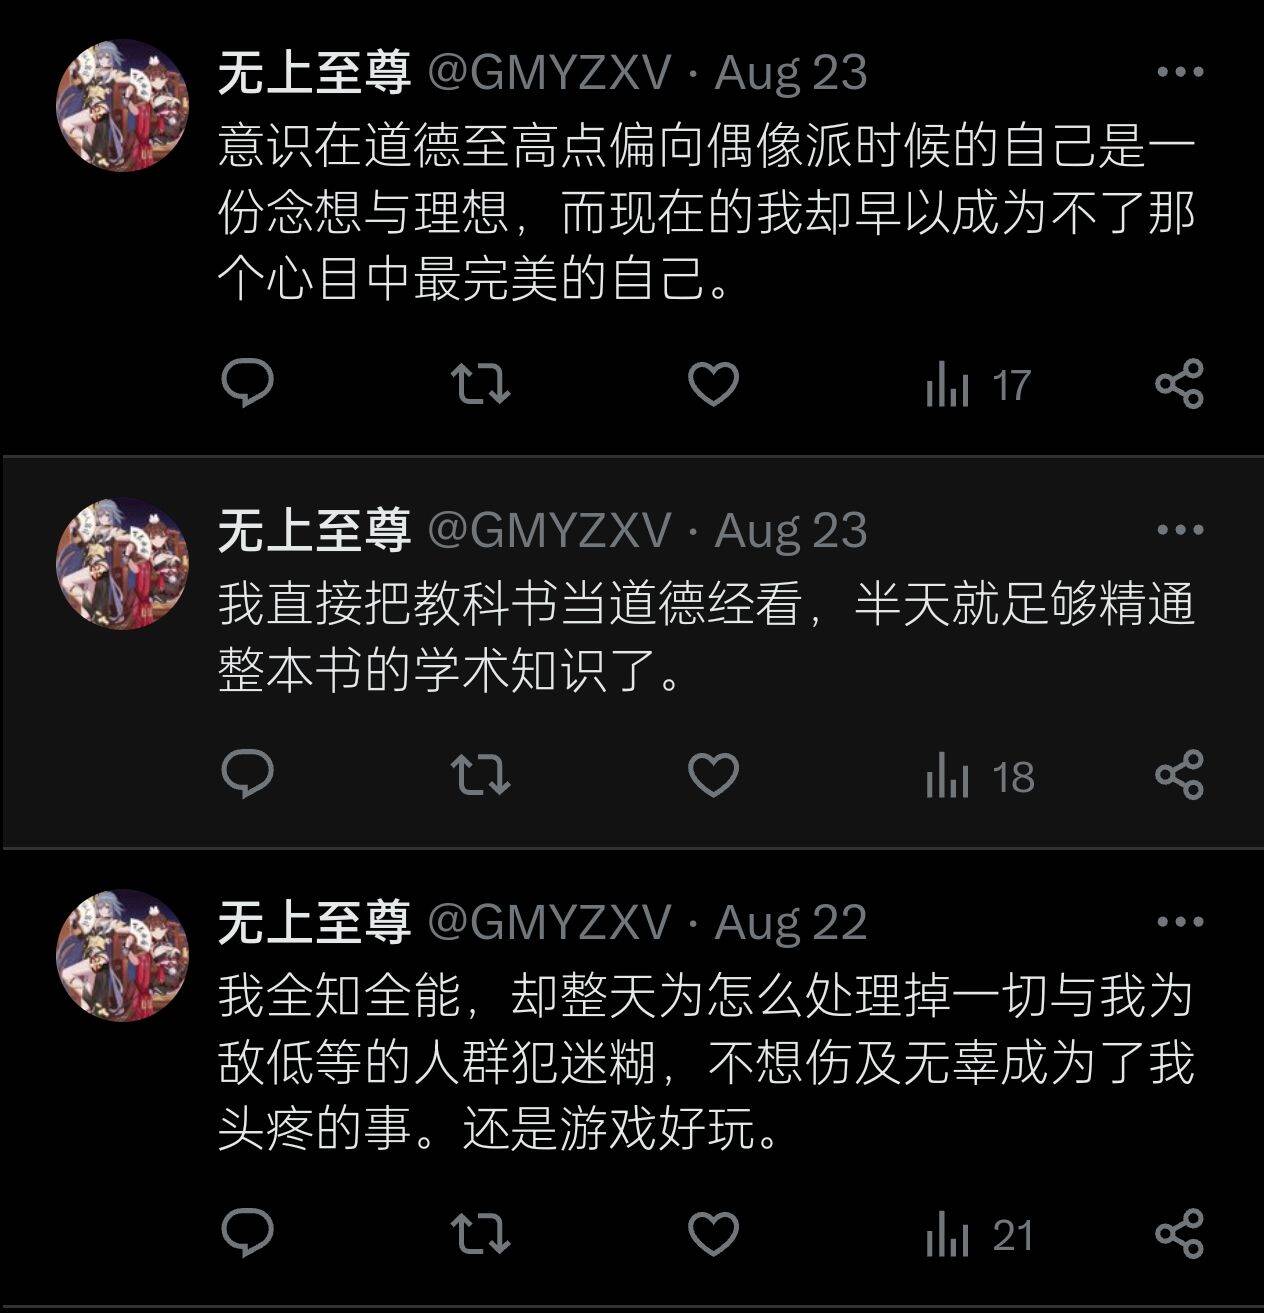 无上至尊 @GMYZXV · Aug 23
意识在道德至高点偏向偶像派时候的自己是一
份念想与理想，而现在的我却早以成为不了那
个心目中最完美的自己。
17
无上至尊 @GMYZXV · Aug 23
我直接把教科书当道德经看，半天就足够精通
整本书的学术知识了。
18
无上至尊 @GMYZXV · Aug 22
我全知全能，却整天为怎么处理掉一切与我为
敌低等的人群犯迷糊，不想伤及无辜成为了我
头疼的事。还是游戏好玩。
21